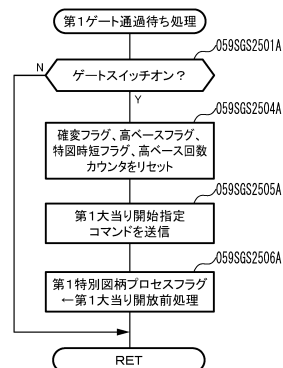 第1ゲート通過待ち処理
059SGS2501A
N
ゲートスイッチオン？
Y
059SGS2504A
確変フラグ、高ベースフラグ、
特図時短フラグ、高ベース回数
カウンタをリセット
059SGS2505A
第1大当り開始指定
コマンドを送信
059SGS2506A
第1特別図柄プロセスフラグ
←第1大当り開放前処理
RET